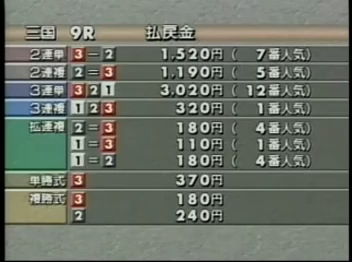 三国 9R 払戻金
2連単 3=2 1.520円 ( 7番人気)
2連複 2=3 1.190円 ( 5番人気)
3連単 3 2 1 3.020円 ( 12番人気)
3連複 1 2 3 320円 ( 1番人気)
拡連複 2=3 180円 ( 4番人気)
1=3 110円 ( 1番人気)
1=2 180円 ( 4番人気)
単勝式 3 370円
複勝式 3 180円
2 240円